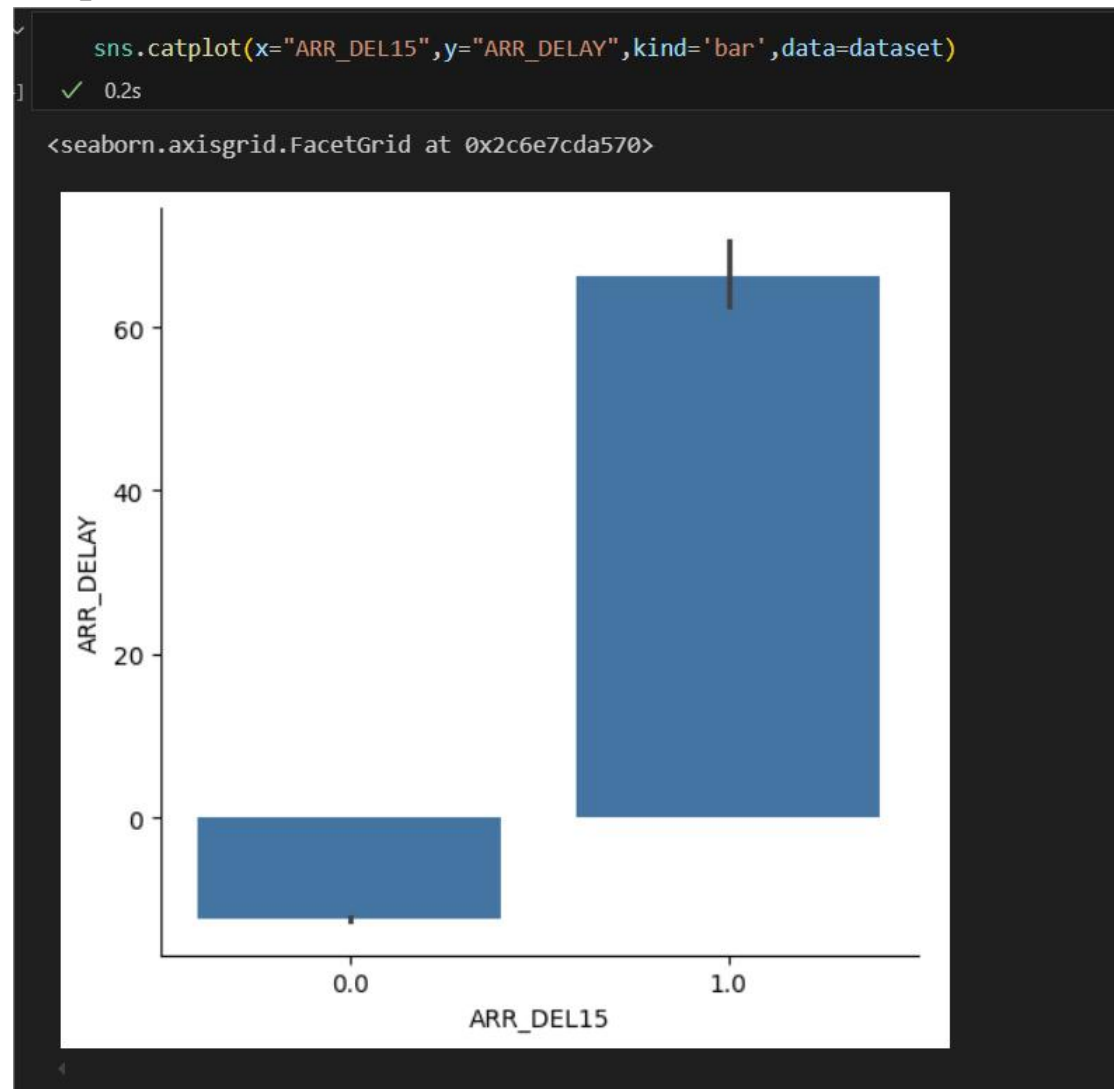 sns.catplot(x="ARR_DEL15",y="ARR_DELAY",kind='bar',data=dataset)
]
✓ 0.2s
<seaborn.axisgrid.FacetGrid at 0x2c6e7cda570>
60
40
20
0
ARR_DELAY
0.0 1.0
ARR_DEL15